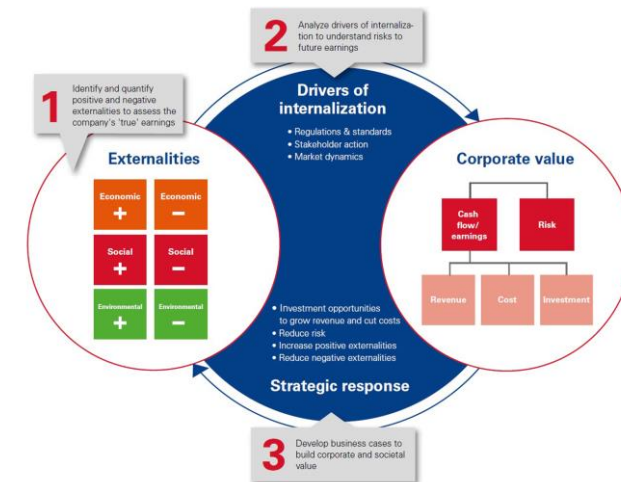 2
Analyze drivers of internaliza-
tion to understand risks to
future earnings
1
Identify and quantify
positive and negative
externalities to assess the
company's 'true' earnings
Drivers of
internalization
• Regulations & standards
• Stakeholder action
• Market dynamics
Externalities
Economic
+
Economic
−
Social
+
Social
−
Environmental
+
Environmental
−
Corporate value
Cash
flow/
earnings
Risk
Revenue
Cost
Investment
• Investment opportunities
to grow revenue and cut costs
• Reduce risk
• Increase positive externalities
• Reduce negative externalities
Strategic response
3
Develop business cases to
build corporate and societal
value